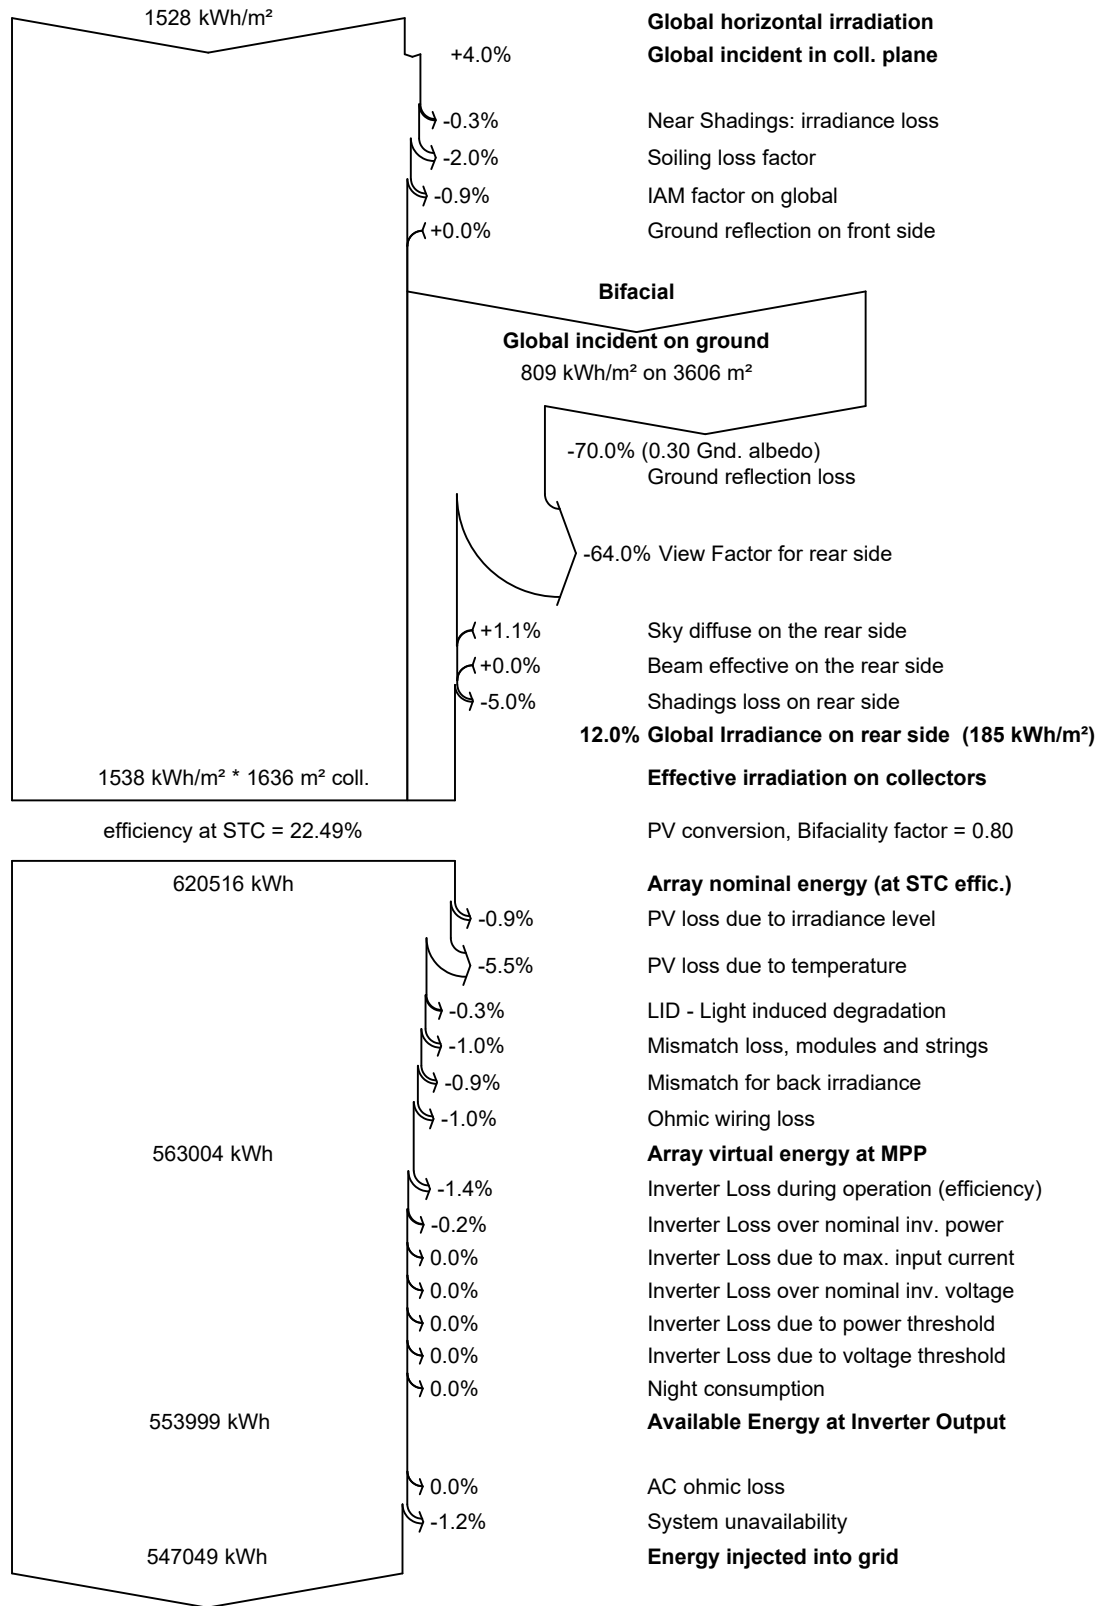 1528 kWh/m² Global horizontal irradiation
+4.0% Global incident in coll. plane
-0.3% Near Shadings: irradiance loss
-2.0% Soiling loss factor
-0.9% IAM factor on global
+0.0% Ground reflection on front side
Bifacial
Global incident on ground
809 kWh/m² on 3606 m²
-70.0% (0.30 Gnd. albedo)
Ground reflection loss
-64.0% View Factor for rear side
+1.1% Sky diffuse on the rear side
+0.0% Beam effective on the rear side
-5.0% Shadings loss on rear side
12.0% Global Irradiance on rear side (185 kWh/m²)
1538 kWh/m² * 1636 m² coll. Effective irradiation on collectors
efficiency at STC = 22.49% PV conversion, Bifaciality factor = 0.80
620516 kWh Array nominal energy (at STC effic.)
-0.9% PV loss due to irradiance level
-5.5% PV loss due to temperature
-0.3% LID - Light induced degradation
-1.0% Mismatch loss, modules and strings
-0.9% Mismatch for back irradiance
-1.0% Ohmic wiring loss
563004 kWh Array virtual energy at MPP
-1.4% Inverter Loss during operation (efficiency)
-0.2% Inverter Loss over nominal inv. power
0.0% Inverter Loss due to max. input current
0.0% Inverter Loss over nominal inv. voltage
0.0% Inverter Loss due to power threshold
0.0% Inverter Loss due to voltage threshold
0.0% Night consumption
553999 kWh Available Energy at Inverter Output
0.0% AC ohmic loss
-1.2% System unavailability
547049 kWh Energy injected into grid